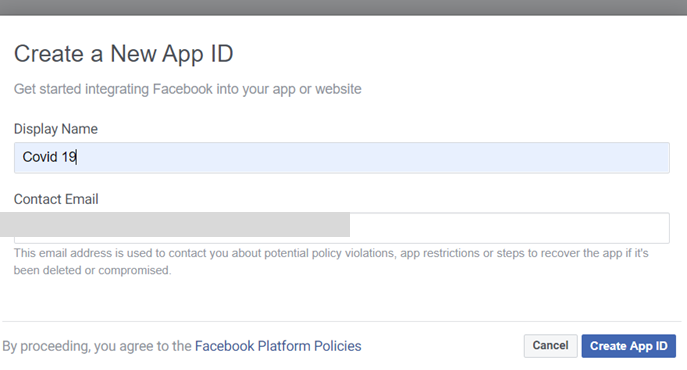 Create a New App ID
Get started integrating Facebook into your app or website
Display Name
Covid 19
Contact Email
This email address is used to contact you about potential policy violations, app restrictions or steps to recover the app if it's
been deleted or compromised.
By proceeding, you agree to the Facebook Platform Policies
Cancel
Create App ID